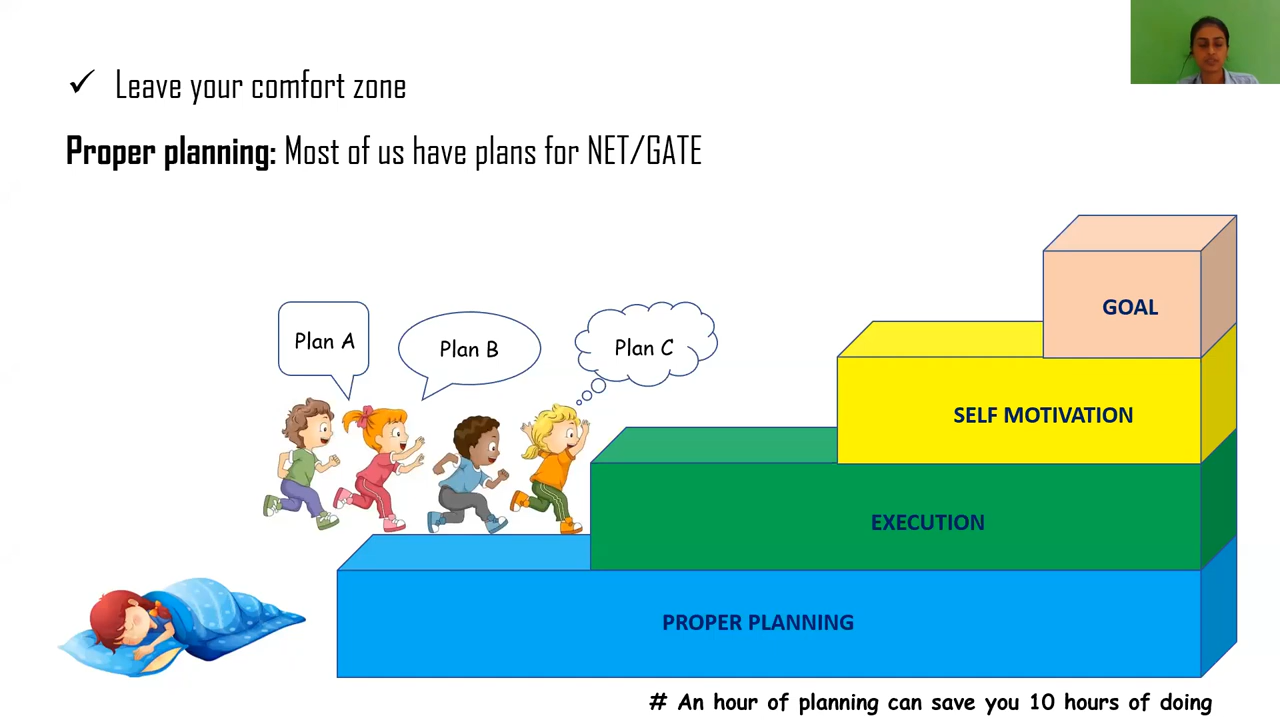 ✓ Leave your comfort zone
Proper planning: Most of us have plans for NET/GATE
Plan A
Plan B
Plan C
GOAL
SELF MOTIVATION
EXECUTION
PROPER PLANNING
# An hour of planning can save you 10 hours of doing